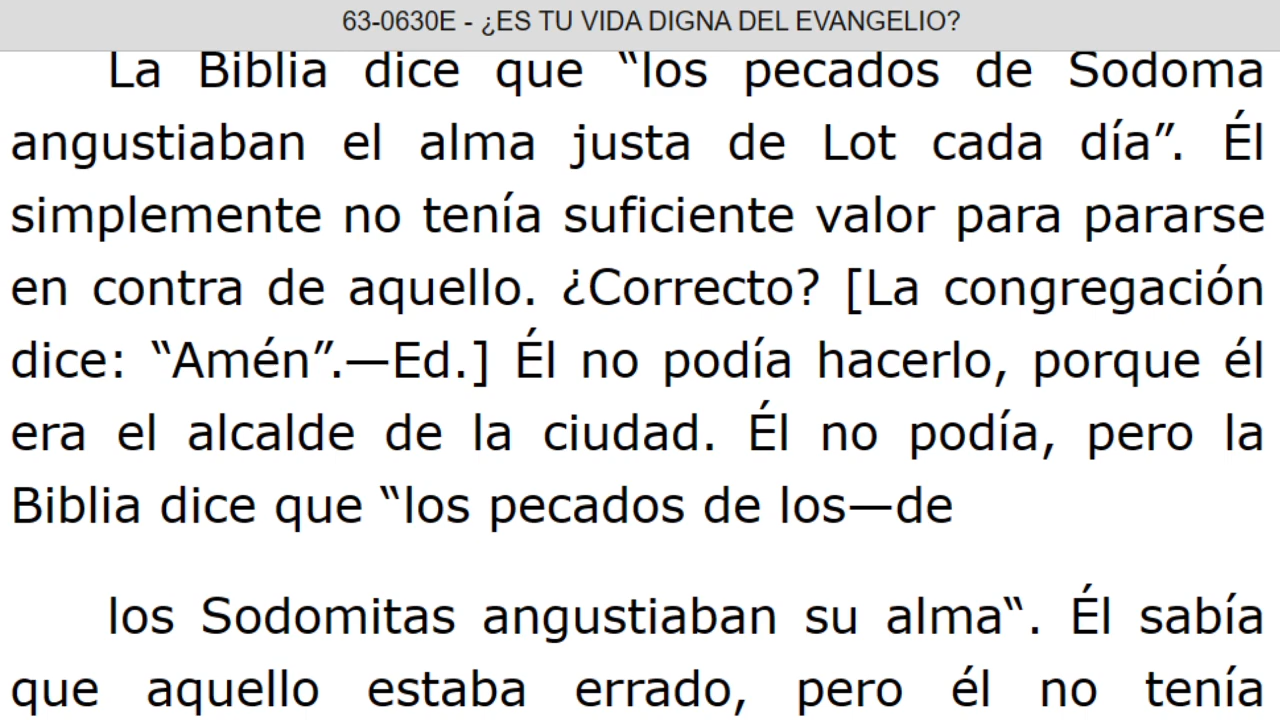 63-0630E - ¿ES TU VIDA DIGNA DEL EVANGELIO?
La Biblia dice que “los pecados de Sodoma
angustiaban el alma justa de Lot cada día”. Él
simplemente no tenía suficiente valor para pararse
en contra de aquello. ¿Correcto? [La congregación
dice: “Amén”.—Ed.] Él no podía hacerlo, porque él
era el alcalde de la ciudad. Él no podía, pero la
Biblia dice que “los pecados de los—de
los Sodomitas angustiaban su alma“. Él sabía
que aquello estaba errado, pero él no tenía